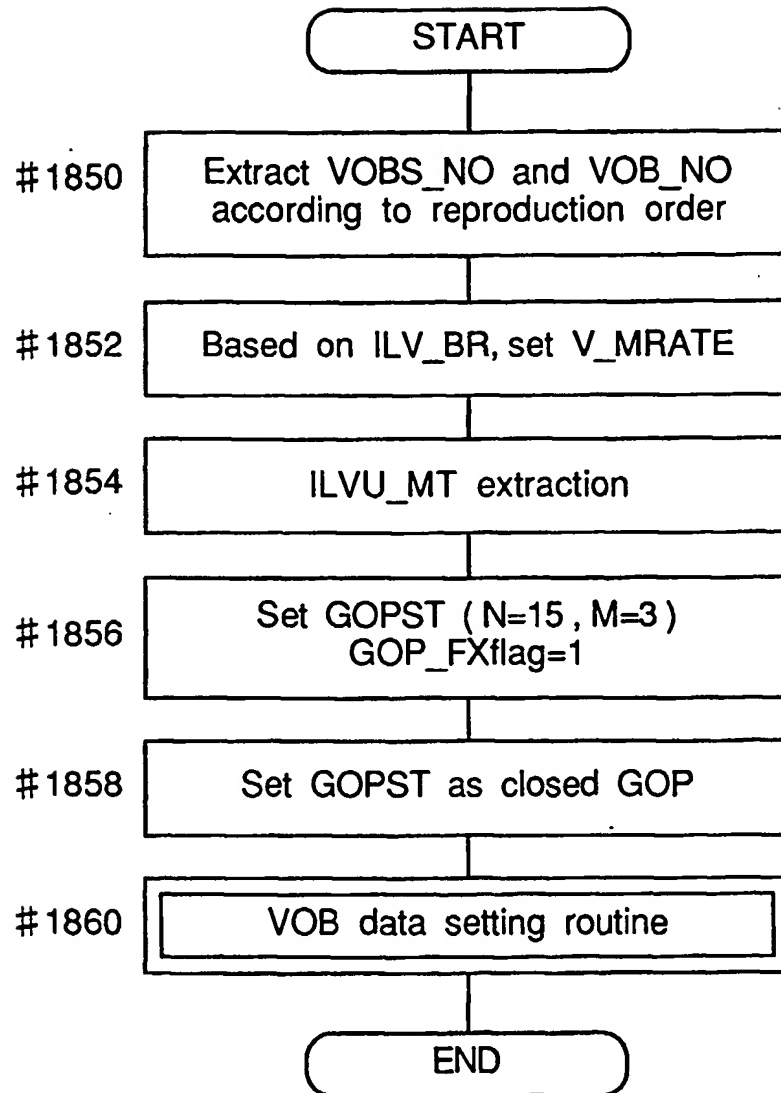 START
#1850
Extract VOBS_NO and VOB_NO
according to reproduction order
#1852
Based on ILV_BR, set V_MRATE
#1854
ILVU_MT extraction
#1856
Set GOPST (N=15, M=3)
GOP_FXflag=1
#1858
Set GOPST as closed GOP
#1860
VOB data setting routine
END